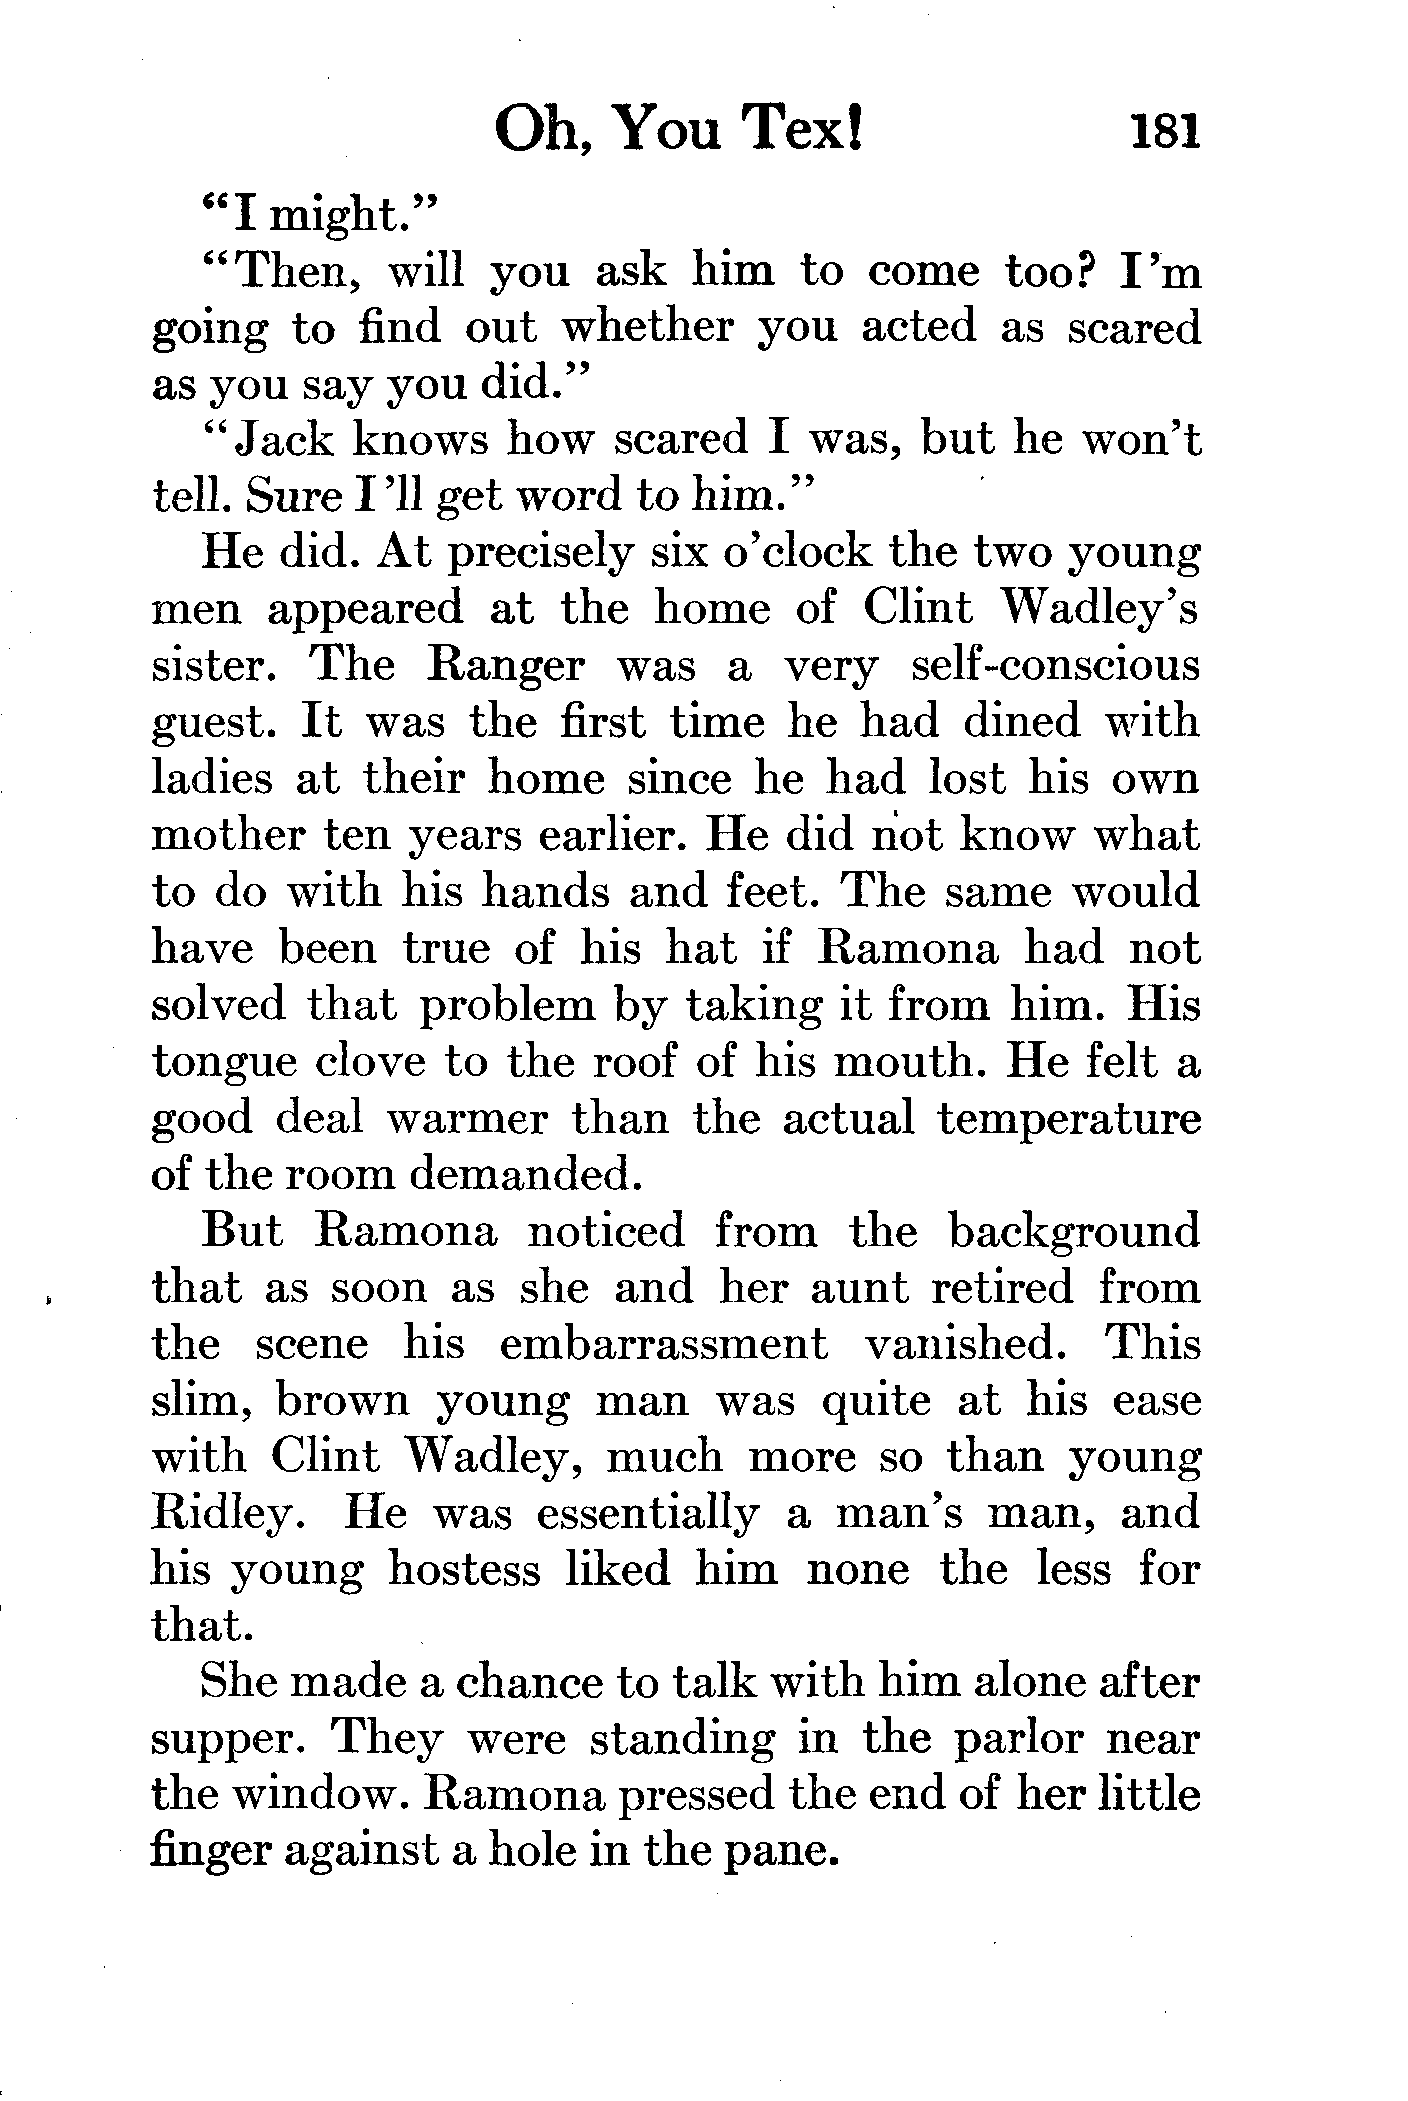 Oh, You Tex! 181
"I might."
"Then, will you ask him to come too? I'm
going to find out whether you acted as scared
as you say you did."
"Jack knows how scared I was, but he won't
tell. Sure I'll get word to him."
He did. At precisely six o'clock the two young
men appeared at the home of Clint Wadley's
sister. The Ranger was a very self-conscious
guest. It was the first time he had dined with
ladies at their home since he had lost his own
mother ten years earlier. He did not know what
to do with his hands and feet. The same would
have been true of his hat if Ramona had not
solved that problem by taking it from him. His
tongue clove to the roof of his mouth. He felt a
good deal warmer than the actual temperature
of the room demanded.
But Ramona noticed from the background
that as soon as she and her aunt retired from
the scene his embarrassment vanished. This
slim, brown young man was quite at his ease
with Clint Wadley, much more so than young
Ridley. He was essentially a man's man, and
his young hostess liked him none the less for
that.
She made a chance to talk with him alone after
supper. They were standing in the parlor near
the window. Ramona pressed the end of her little
finger against a hole in the pane.